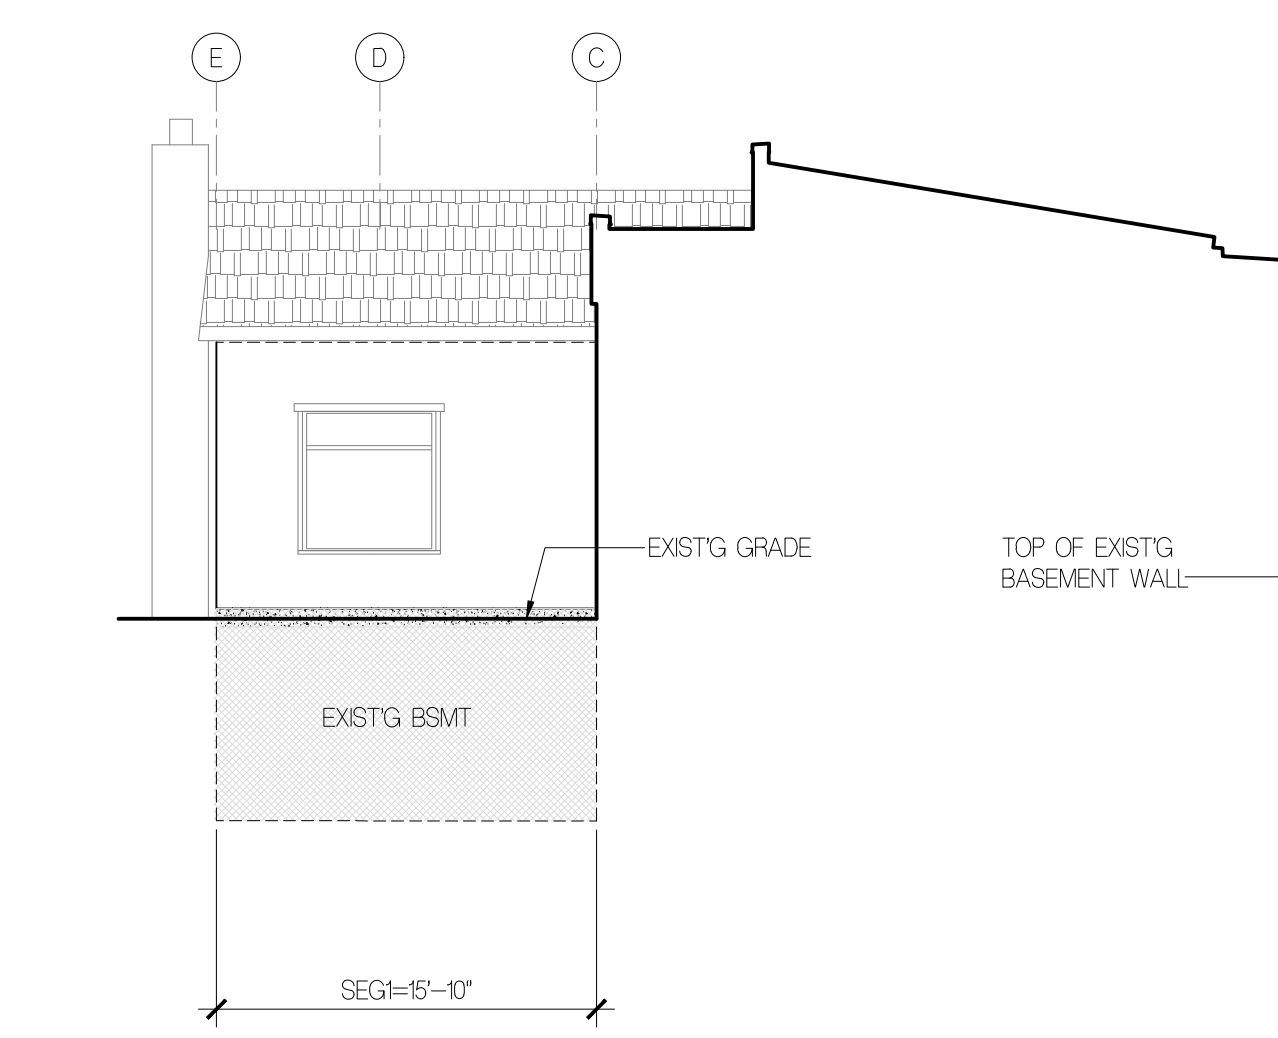 E D C
EXIST'G GRADE
TOP OF EXIST'G
BASEMENT WALL
EXIST'G BSMT
SEG1=15'-10"